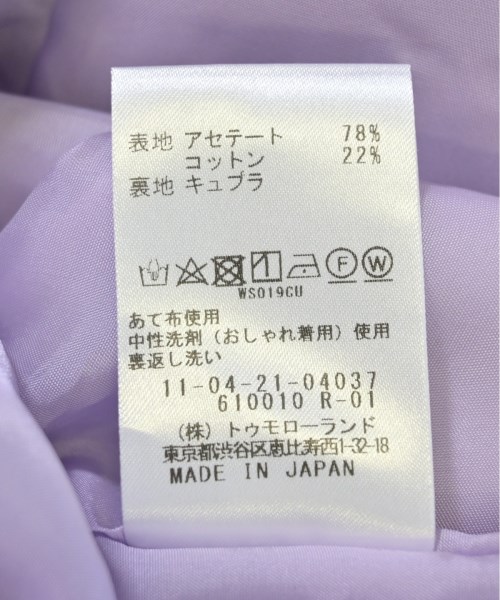 表地 アセテート 78%
コットン 22%
裏地 キュプラ
F W
WS019GU
あて布使用
中性洗剤（おしゃれ着用）使用
裏返し洗い
11-04-21-04037
610010 R-01
（株）トゥモローランド
東京都渋谷区恵比寿西1-32-18
MADE IN JAPAN